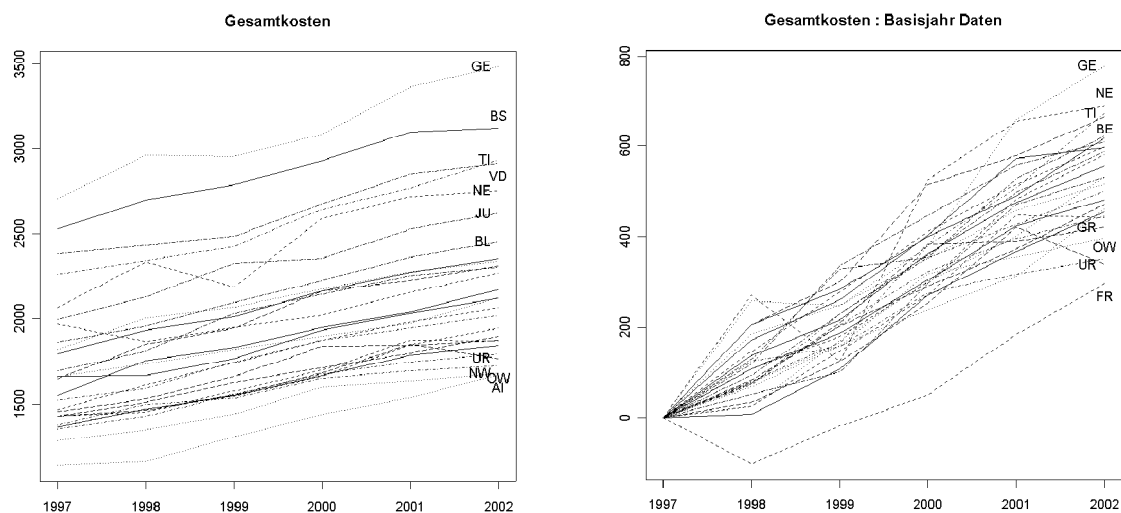 Gesamtkosten
3500
3000
2500
2000
1500
GE
BS
TI
VD
NE
JU
BL
UR
NW
OW
AI
1997 1998 1999 2000 2001 2002
Gesamtkosten : Basisjahr Daten
800
600
400
200
0
GE
NE
TI
BE
GR
OW
UR
FR
1997 1998 1999 2000 2001 2002